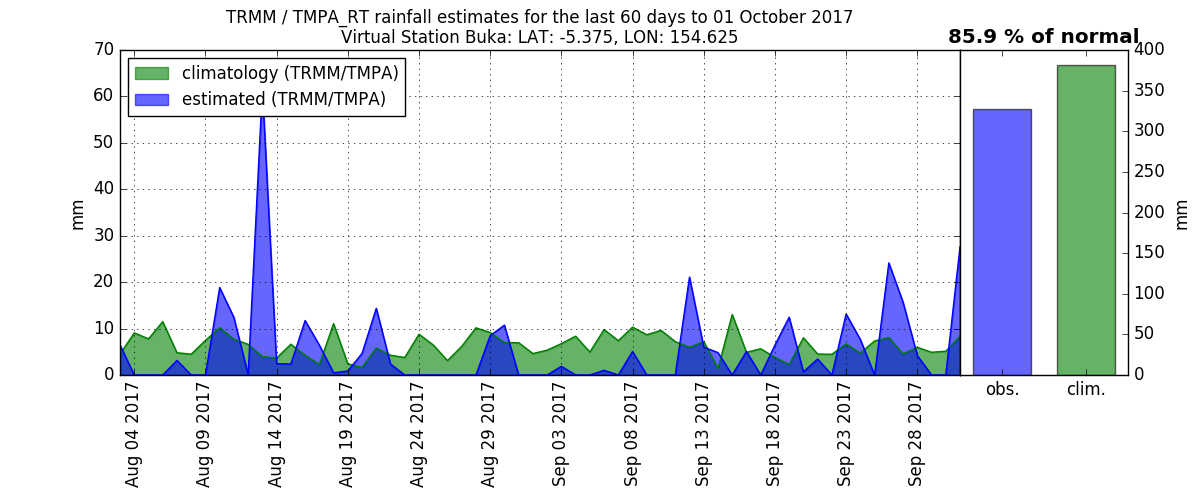 TRMM / TMPA_RT rainfall estimates for the last 60 days to 01 October 2017
Virtual Station Buka: LAT: -5.375, LON: 154.625
85.9 % of normal
climatology (TRMM/TMPA)
estimated (TRMM/TMPA)
mm
70
60
50
40
30
20
10
0
Aug 04 2017
Aug 09 2017
Aug 14 2017
Aug 19 2017
Aug 24 2017
Aug 29 2017
Sep 03 2017
Sep 08 2017
Sep 13 2017
Sep 18 2017
Sep 23 2017
Sep 28 2017
obs.
clim.
400
350
300
250
200
150
100
50
0
mm